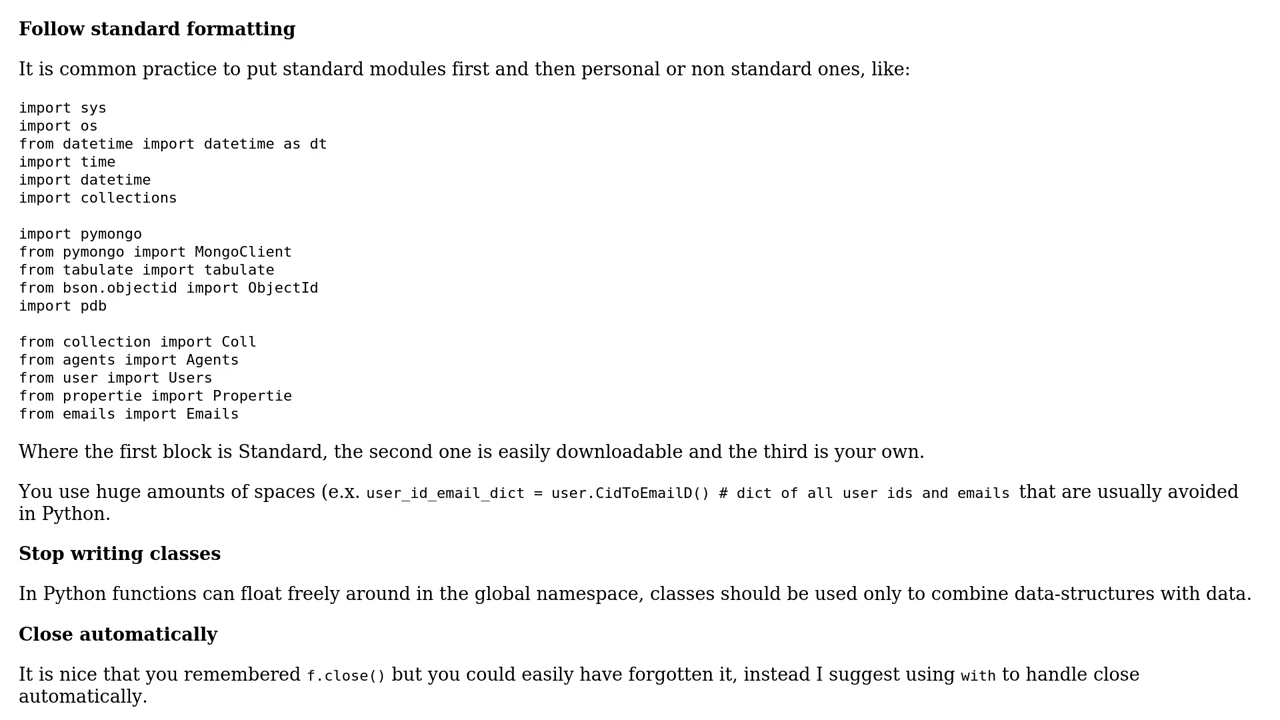 Follow standard formatting
It is common practice to put standard modules first and then personal or non standard ones, like:
import sys
import os
from datetime import datetime as dt
import time
import datetime
import collections
import pymongo
from pymongo import MongoClient
from tabulate import tabulate
from bson.objectid import ObjectId
import pdb
from collection import Coll
from agents import Agents
from user import Users
from propertie import Propertie
from emails import Emails
Where the first block is Standard, the second one is easily downloadable and the third is your own.
You use huge amounts of spaces (e.x. user_id_email_dict = user.CidToEmailD() # dict of all user ids and emails that are usually avoided
in Python.
Stop writing classes
In Python functions can float freely around in the global namespace, classes should be used only to combine data-structures with data.
Close automatically
It is nice that you remembered f.close() but you could easily have forgotten it, instead I suggest using with to handle close
automatically.